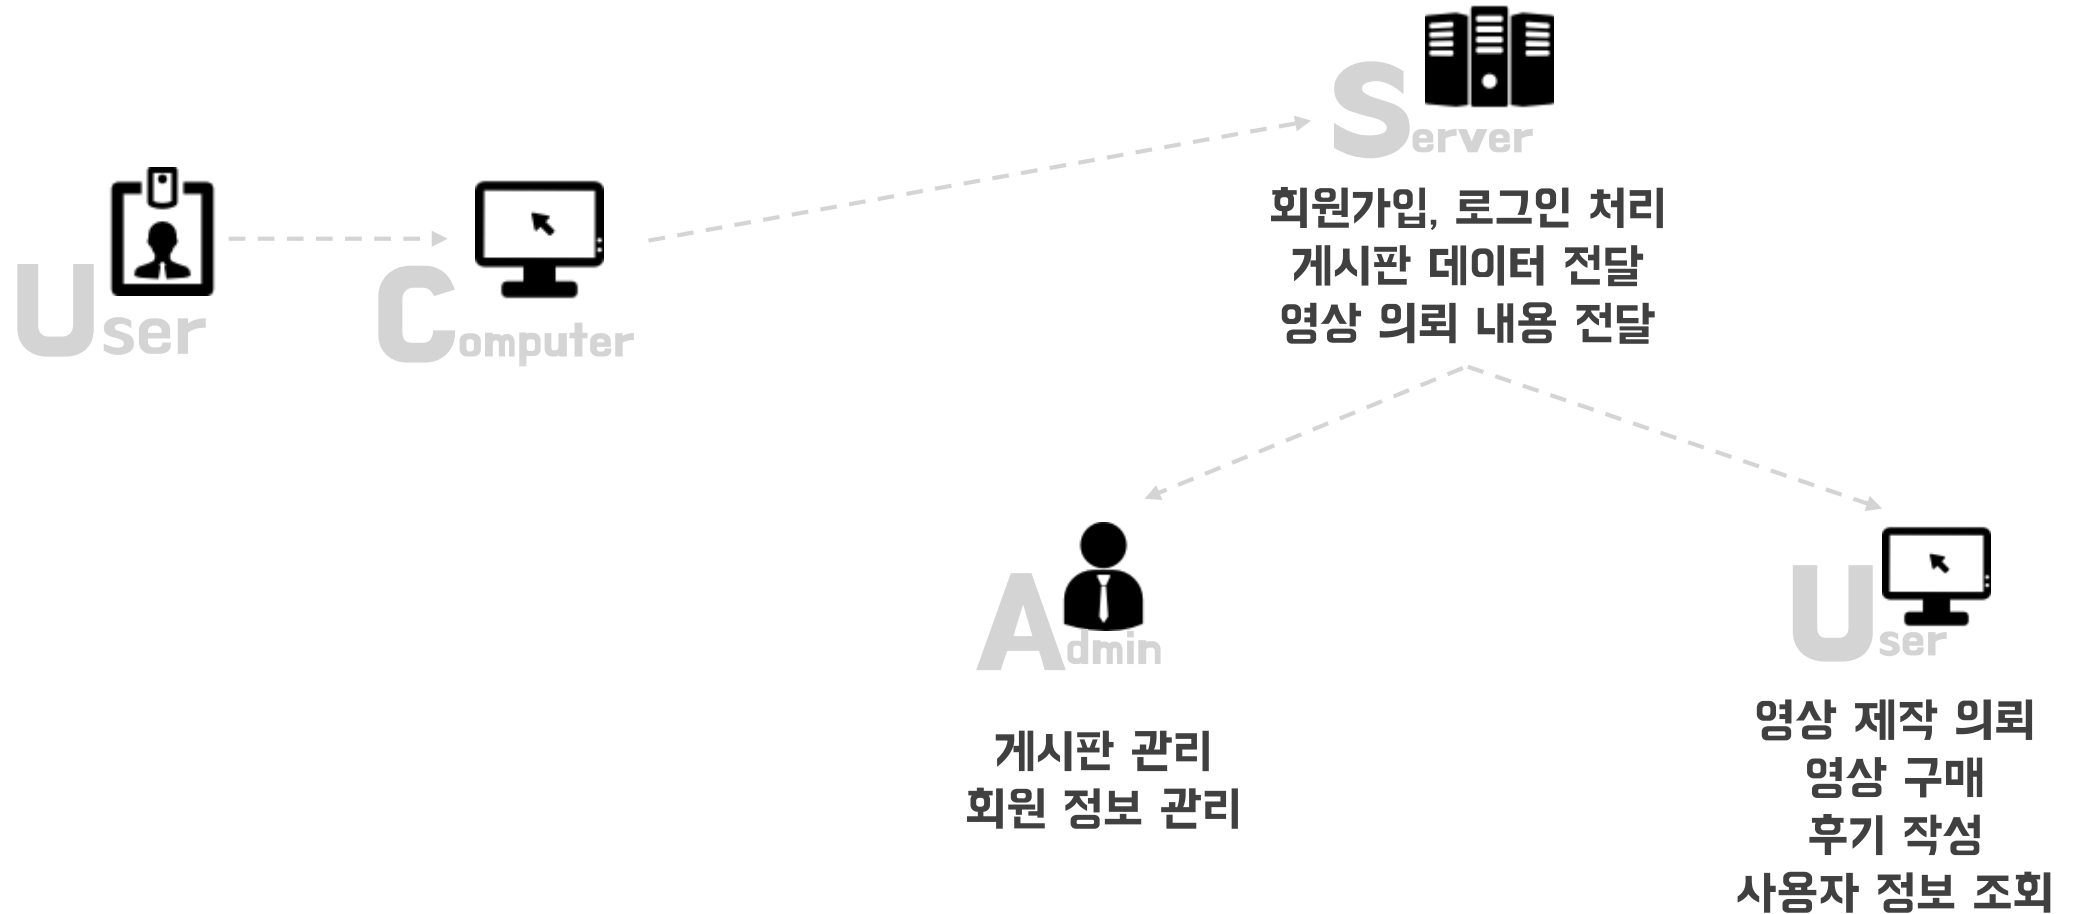 User
Computer
Server
회원가입, 로그인 처리
게시판 데이터 전달
영상 의뢰 내용 전달
Admin
게시판 관리
회원 정보 관리
User
영상 제작 의뢰
영상 구매
후기 작성
사용자 정보 조회